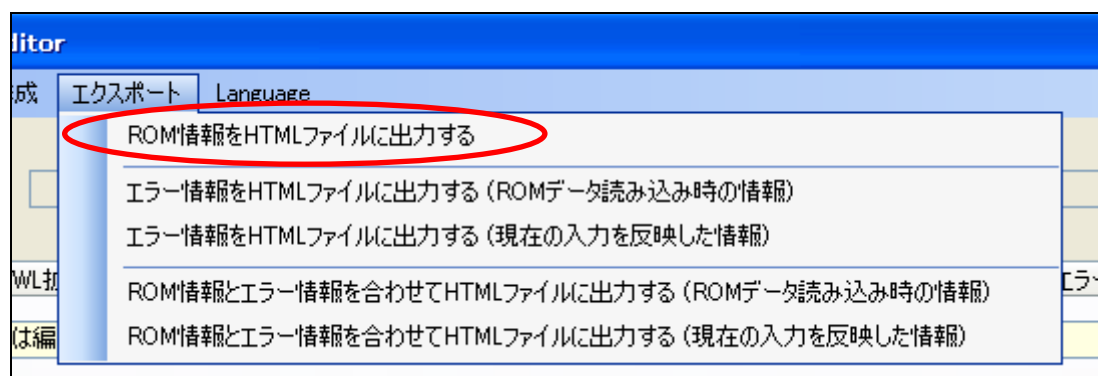 ditor
成 エクスポート Language
ROM情報をHTMLファイルに出力する
エラー情報をHTMLファイルに出力する (ROMデータ読み込み時の情報)
エラー情報をHTMLファイルに出力する (現在の入力を反映した情報)
WL拡
ROM情報とエラー情報を合わせてHTMLファイルに出力する (ROMデータ読み込み時の情報)
エラー
は編
ROM情報とエラー情報を合わせてHTMLファイルに出力する (現在の入力を反映した情報)